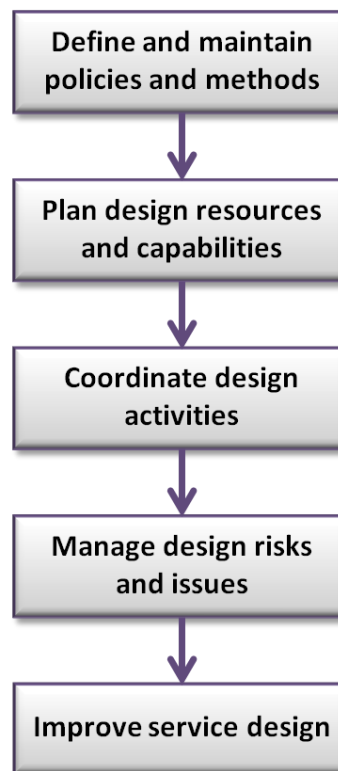 Define and maintain
policies and methods
Plan design resources
and capabilities
Coordinate design
activities
Manage design risks
and issues
Improve service design